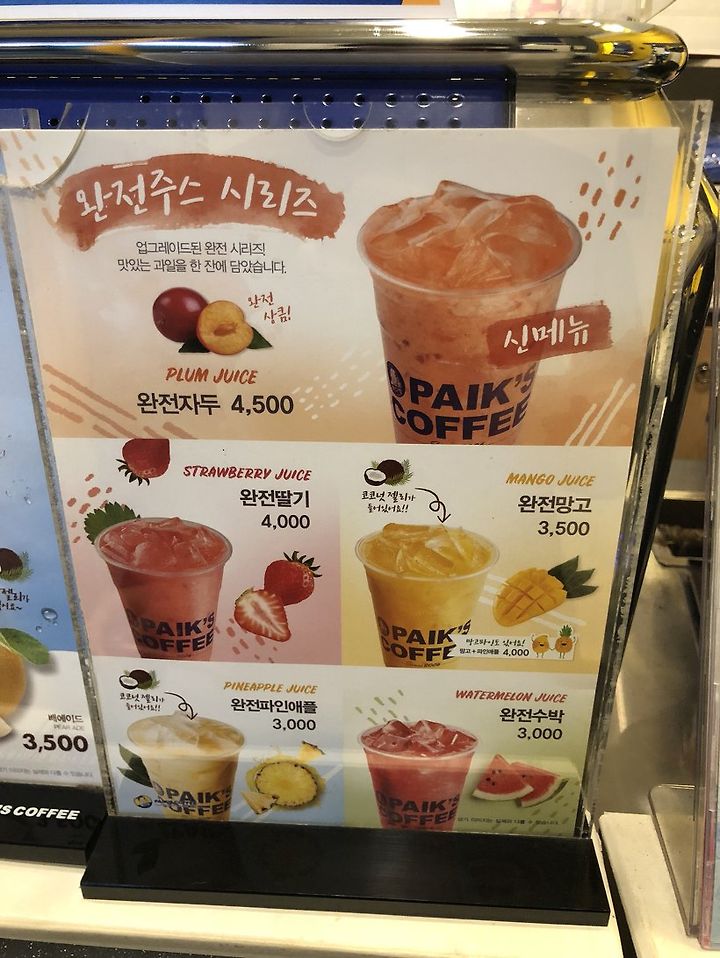 완전주스 시리즈
업그레이드된 완전 시리즈!
맛있는 과일을 한 잔에 담았습니다.
완전
상큼!
신메뉴
PLUM JUICE
완전자두 4,500
PAIK'S
COFFEE
STRAWBERRY JUICE
완전딸기
4,000
PAIK'S
COFFEE
코코넛 젤리가
들어있어요!!
MANGO JUICE
완전망고
3,500
PAIK'S
COFFE
망고파인도 있어요!
망고+파인애플 4,000
코코넛 젤리가
들어있어요!!
PINEAPPLE JUICE
완전파인애플
3,000
PAIK'S
COFFEE
WATERMELON JUICE
완전수박
3,000
PAIK'S
COFFEE
배에이드
PEAR ADE
3,500
'S COFFEE